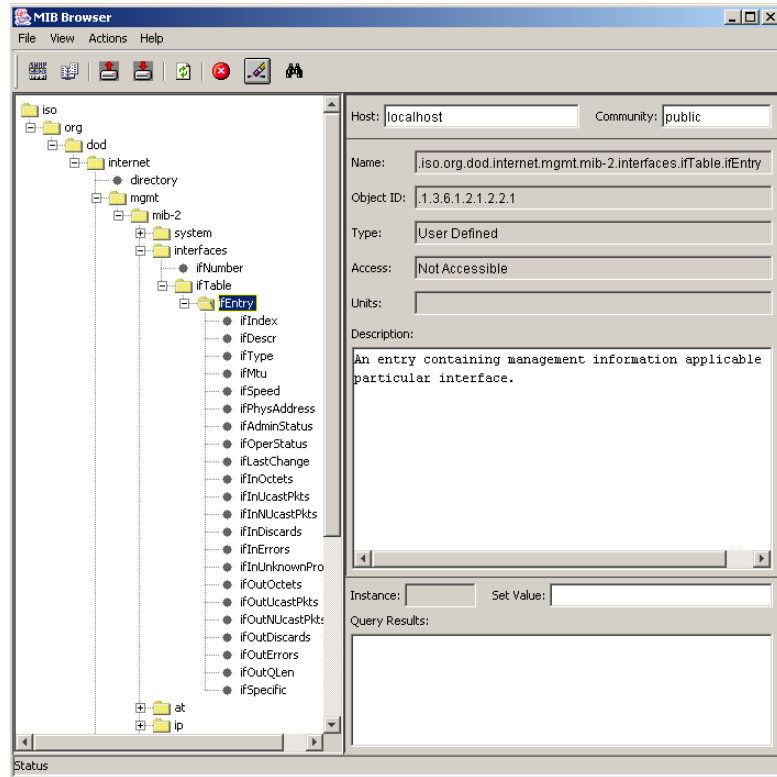 MIB Browser
File View Actions Help
iso
org
dod
internet
directory
mgmt
mib-2
system
interfaces
ifNumber
ifTable
ifEntry
ifIndex
ifDescr
ifType
ifMtu
ifSpeed
ifPhysAddress
ifAdminStatus
ifOperStatus
ifLastChange
ifInOctets
ifInUcastPkts
ifInNUcastPkts
ifInDiscards
ifInErrors
ifInUnknownPro
ifOutOctets
ifOutUcastPkts
ifOutNUcastPkts
ifOutDiscards
ifOutErrors
ifOutQLen
ifSpecific
at
ip
Host: localhost Community: public
Name: .iso.org.dod.internet.mgmt.mib-2.interfaces.ifTable.ifEntry
Object ID: .1.3.6.1.2.1.2.2.1
Type: User Defined
Access: Not Accessible
Units:
Description:
An entry containing management information applicable
particular interface.
Instance: Set Value:
Query Results:
Status